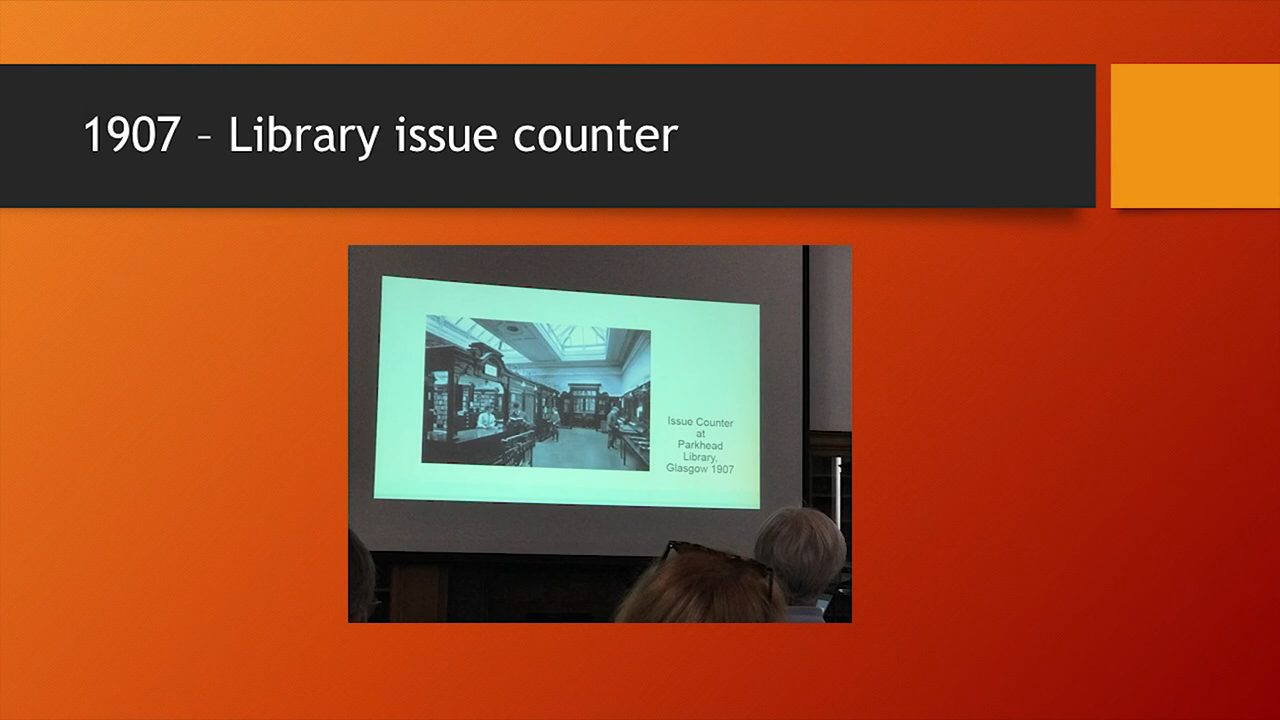 1907 – Library issue counter
Issue Counter
at
Parkhead
Library,
Glasgow 1907